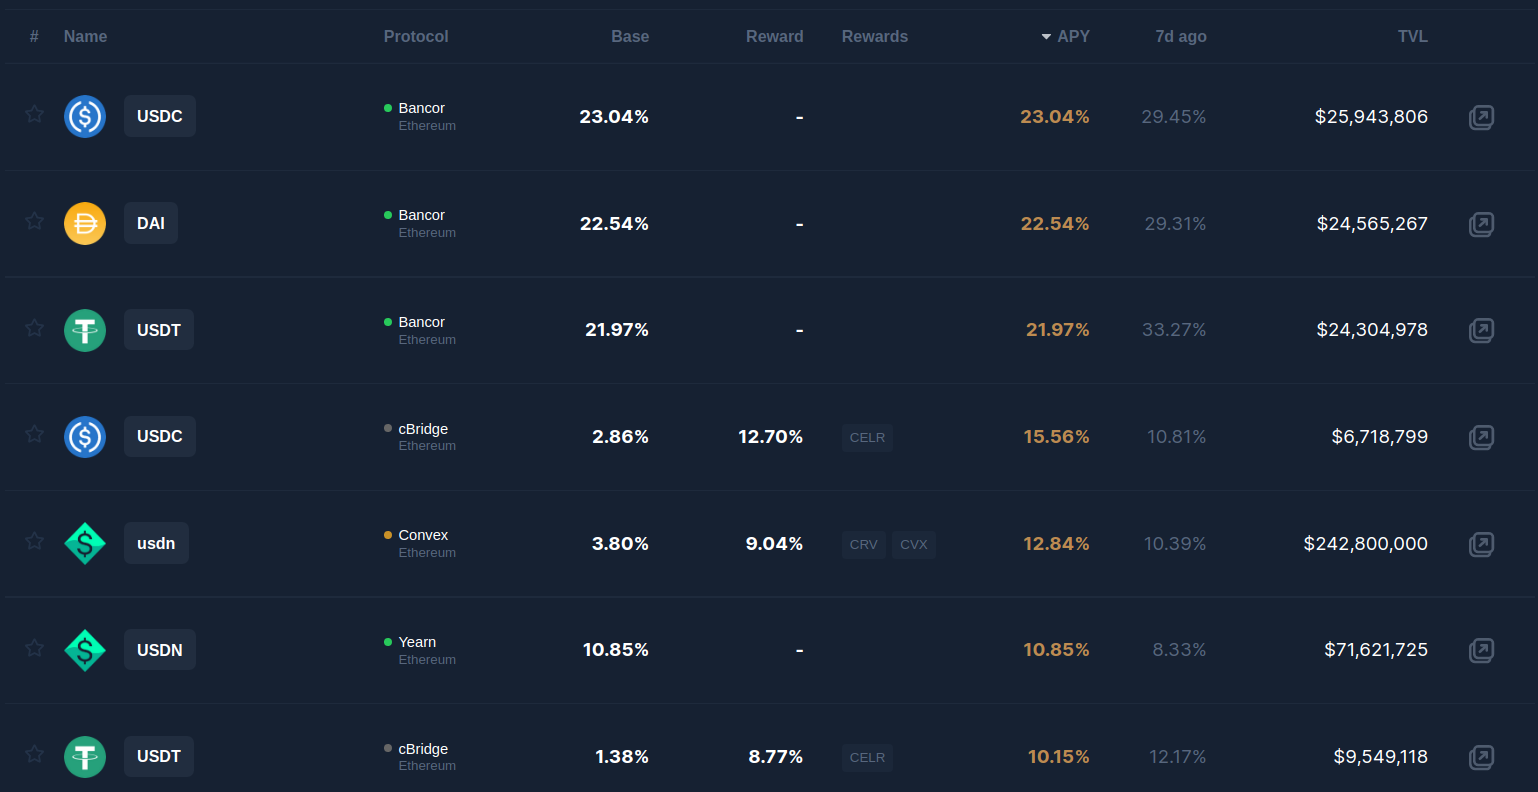 # Name Protocol Base Reward Rewards APY 7d ago TVL
USDC Bancor 23.04% - 23.04% 29.45% $25,943,806
Ethereum
DAI Bancor 22.54% - 22.54% 29.31% $24,565,267
Ethereum
USDT Bancor 21.97% - 21.97% 33.27% $24,304,978
Ethereum
USDC cBridge 2.86% 12.70% CELR 15.56% 10.81% $6,718,799
Ethereum
usdn Convex 3.80% 9.04% CRV CVX 12.84% 10.39% $242,800,000
Ethereum
USDN Yearn 10.85% - 10.85% 8.33% $71,621,725
Ethereum
USDT cBridge 1.38% 8.77% CELR 10.15% 12.17% $9,549,118
Ethereum